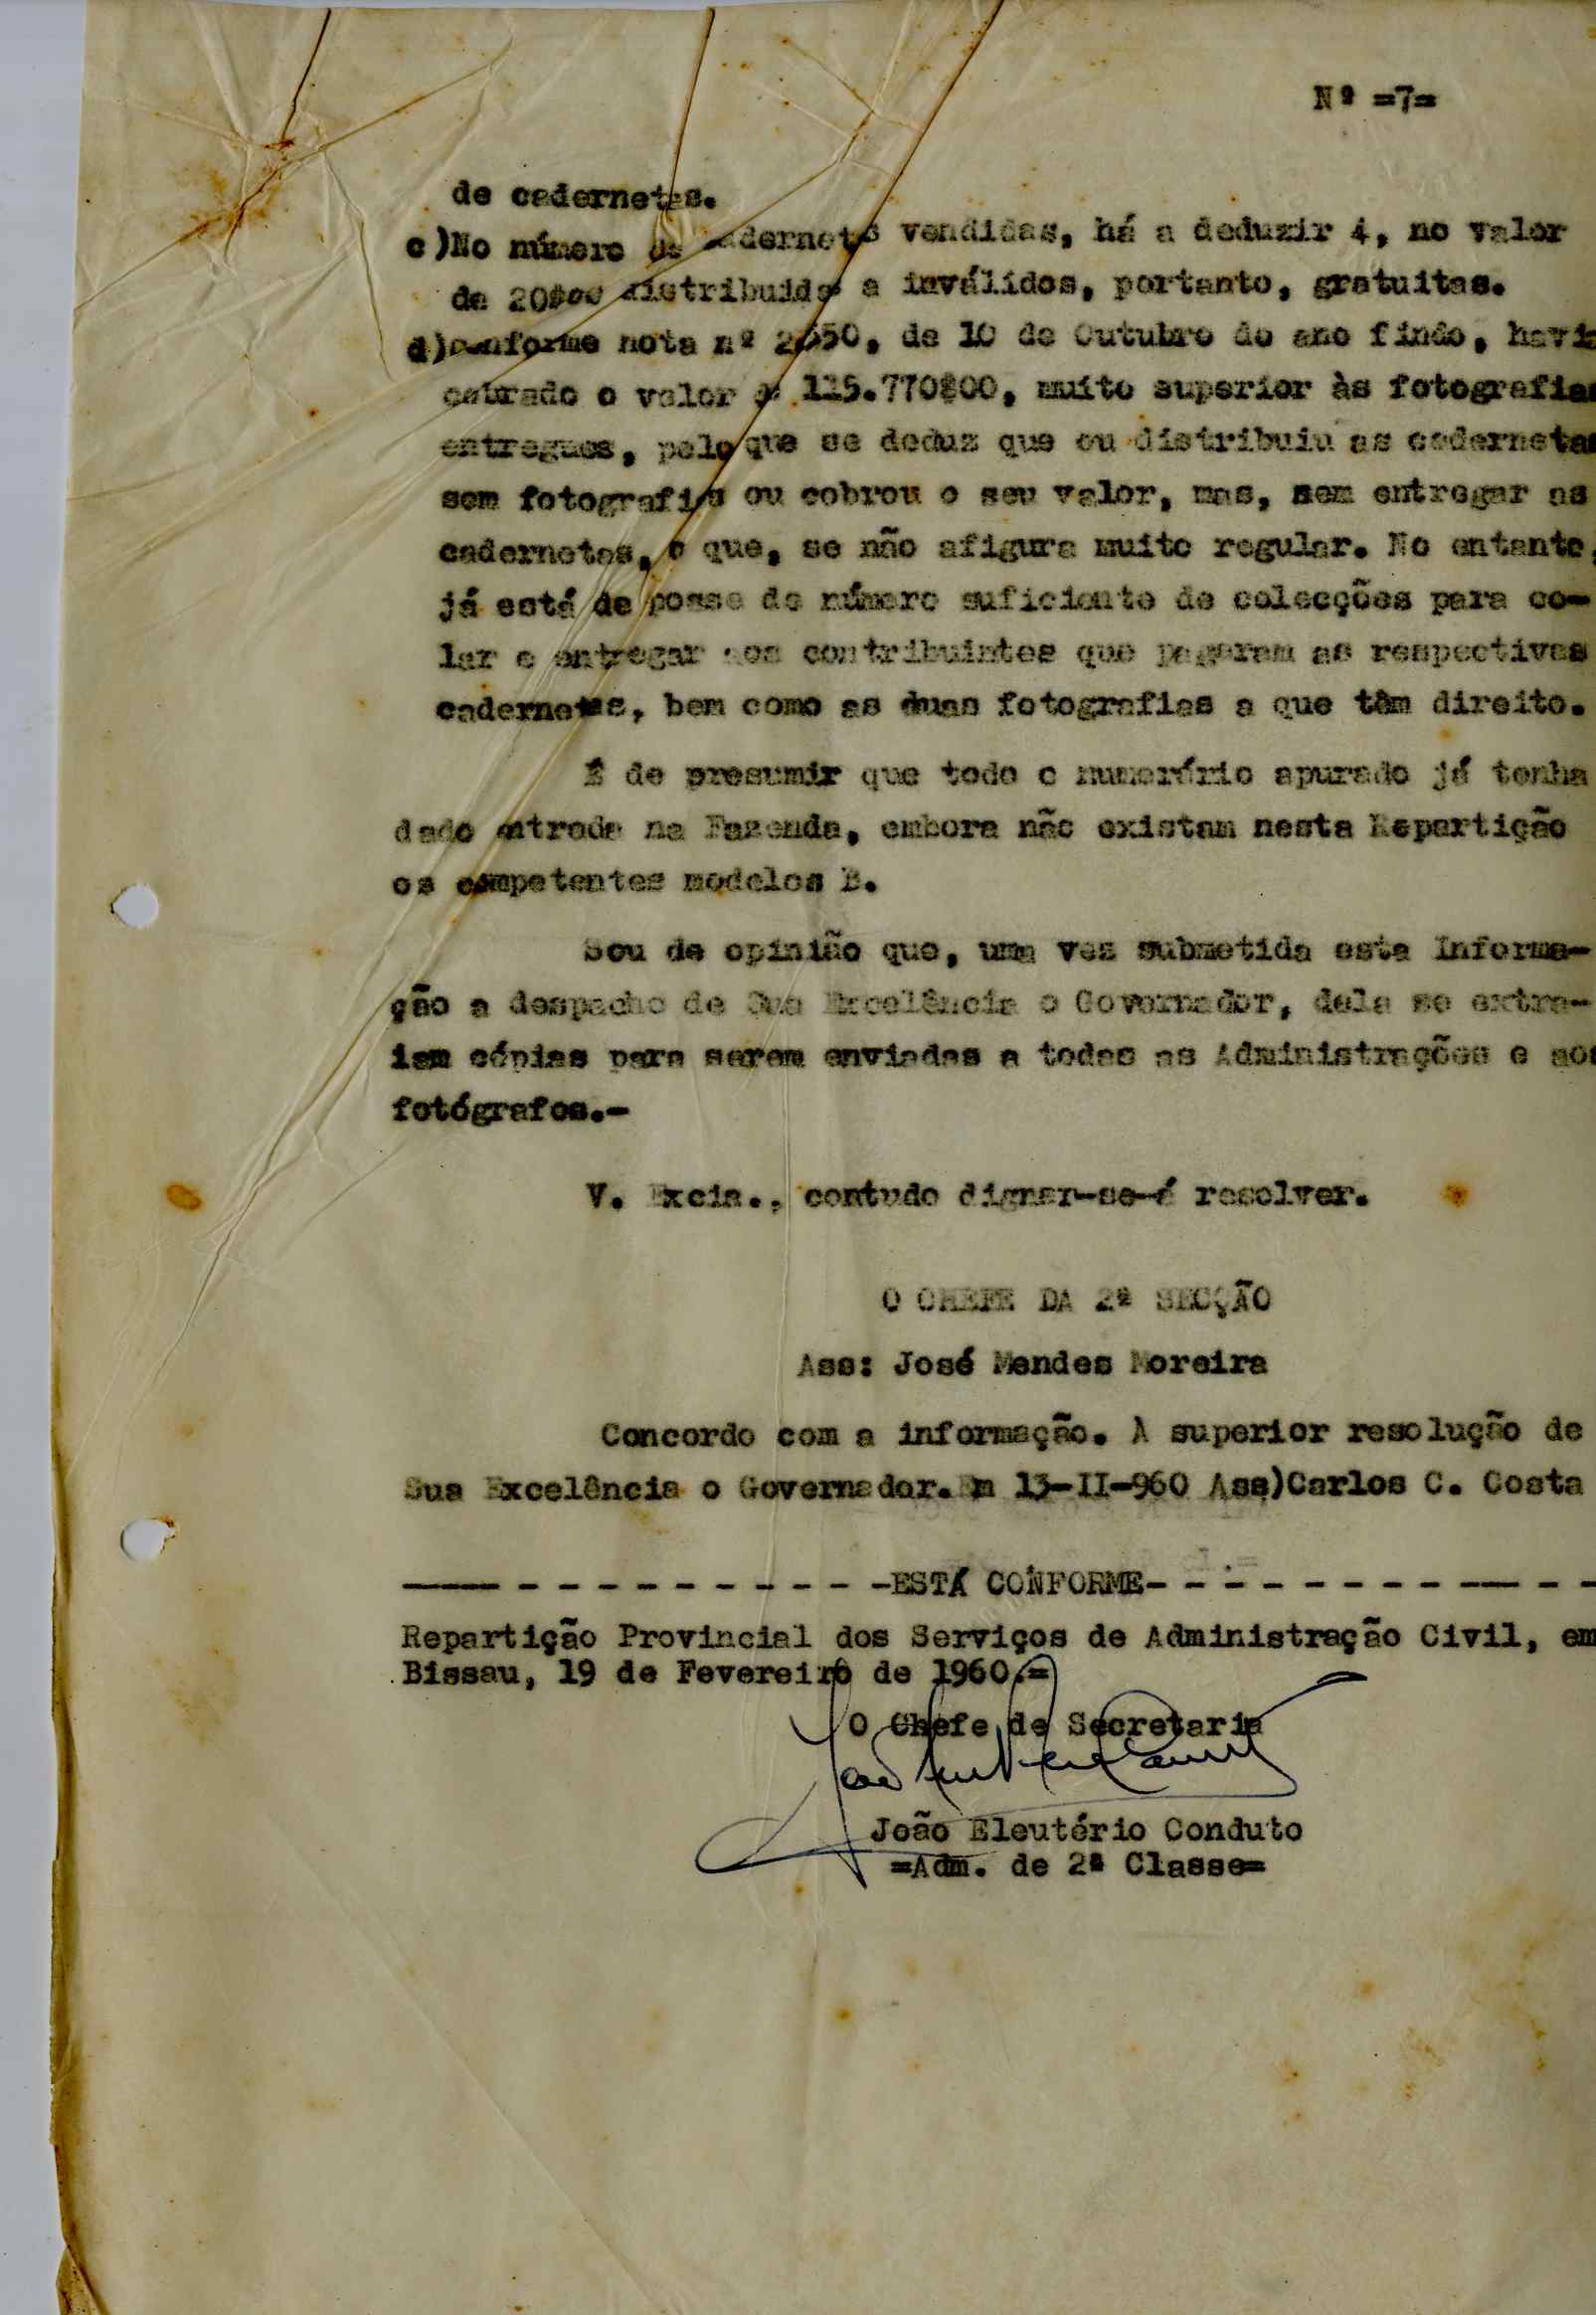 Nº =7=
de cadernetas.
c)No número de cadernetas vendidas, há a deduzir 4, no valor
de 20$00 distribuidas a inválidos, portanto, gratuitas.
d)conforme nota nº de 10 de Outubro do ano findo, havia
cobrado o valor 115.770$00, muito superior às fotografias
entregues, pelo que se deduz que ou distribuiu as cadernetas
sem fotografia ou cobrou o seu valor, mas, sem entregar as
cadernetas, o que, se não afigura muito regular. No entanto,
já está de posse do número suficiente de colecções para co-
lar e entregar aos contribuintes que pagaram as respectivas
cadernetas, bem como as duas fotografias a que têm direito.
É de presumir que todo o numerário apurado já tenha
dado entrada na Fazenda, embora não existam nesta Repartição
os competentes modelos B.
Sou de opinião que, uma vez submetida esta Informa-
ção a despacho de Sua Excelência o Governador, dela se extra-
iam cópias para serem enviadas a todas as Administrações e aos
fotógrafos.-
V. Excia., contudo dignar-se-á resolver.
O CHEFE DA 2ª SECÇÃO
Ass: José Mendes Moreira
Concordo com a informação. À superior resolução de
Sua Excelência o Governador. Em 13-II-960 Ass)Carlos C. Costa
------------ESTÁ CONFORME------------
Repartição Provincial dos Serviços de Administração Civil, em
Bissau, 19 de Fevereiro de 1960.=
O Chefe de Secretaria
João Eleutério Conduto
=Adm. de 2ª Classe=